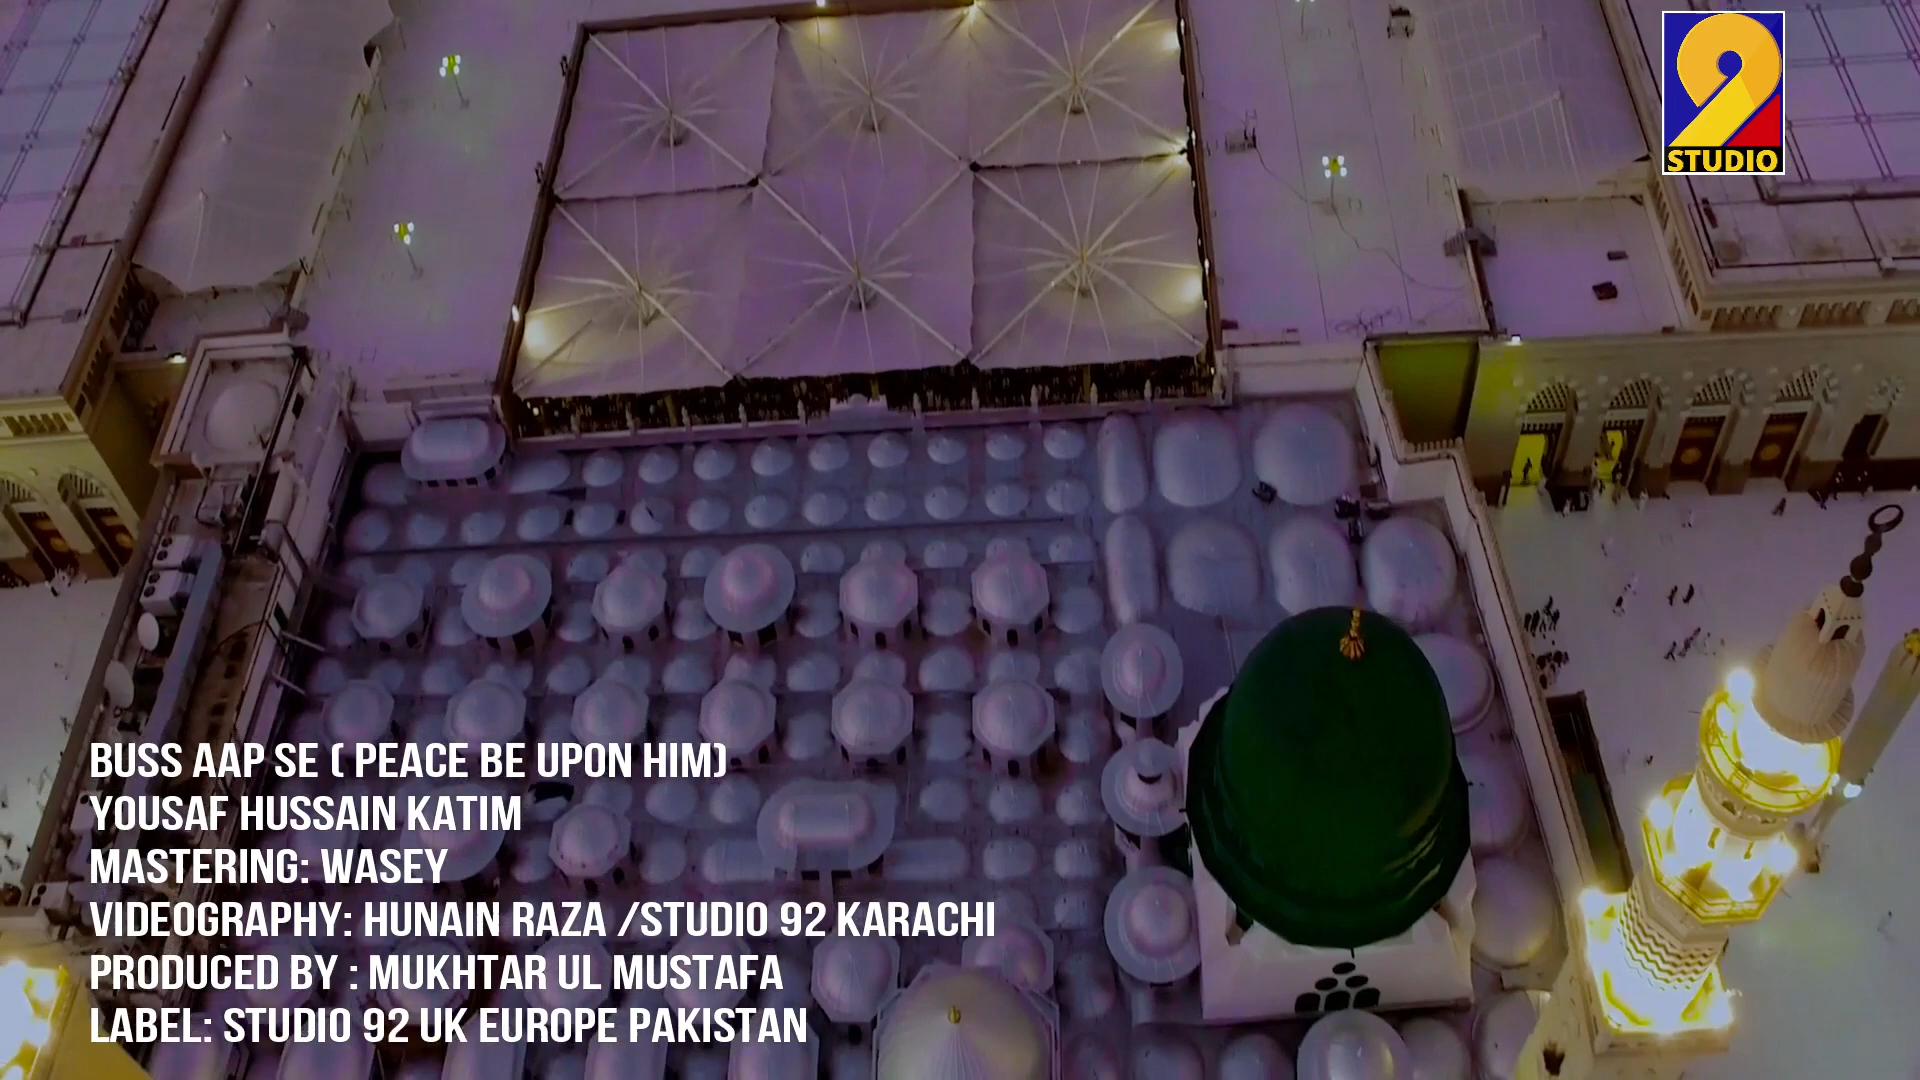 92
STUDIO
BUSS AAP SE ( PEACE BE UPON HIM)
YOUSAF HUSSAIN KATIM
MASTERING: WASEY
VIDEOGRAPHY: HUNAIN RAZA /STUDIO 92 KARACHI
PRODUCED BY : MUKHTAR UL MUSTAFA
LABEL: STUDIO 92 UK EUROPE PAKISTAN